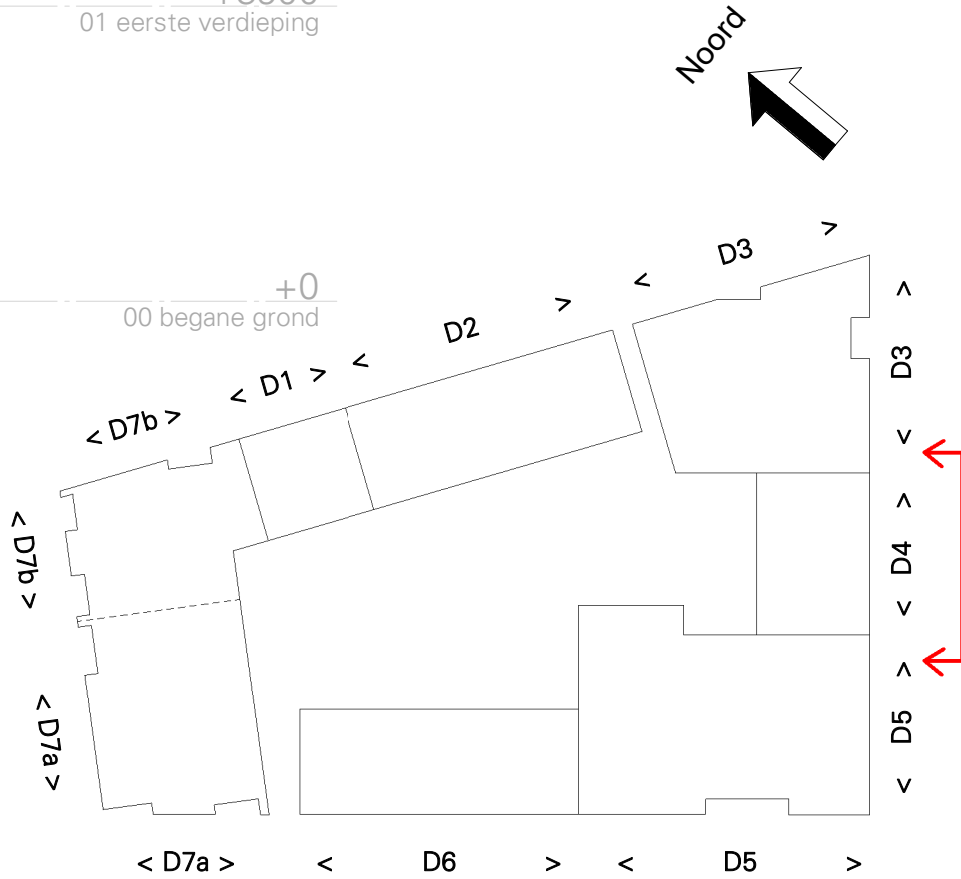 01 eerste verdieping
Noord
+0
00 begane grond
< D3 >
< D2 >
< D1 >
< D7b >
< D3 >
< D7b >
< D4 >
< D7a >
< D5 >
< D7a >
< D6 >
< D5 >